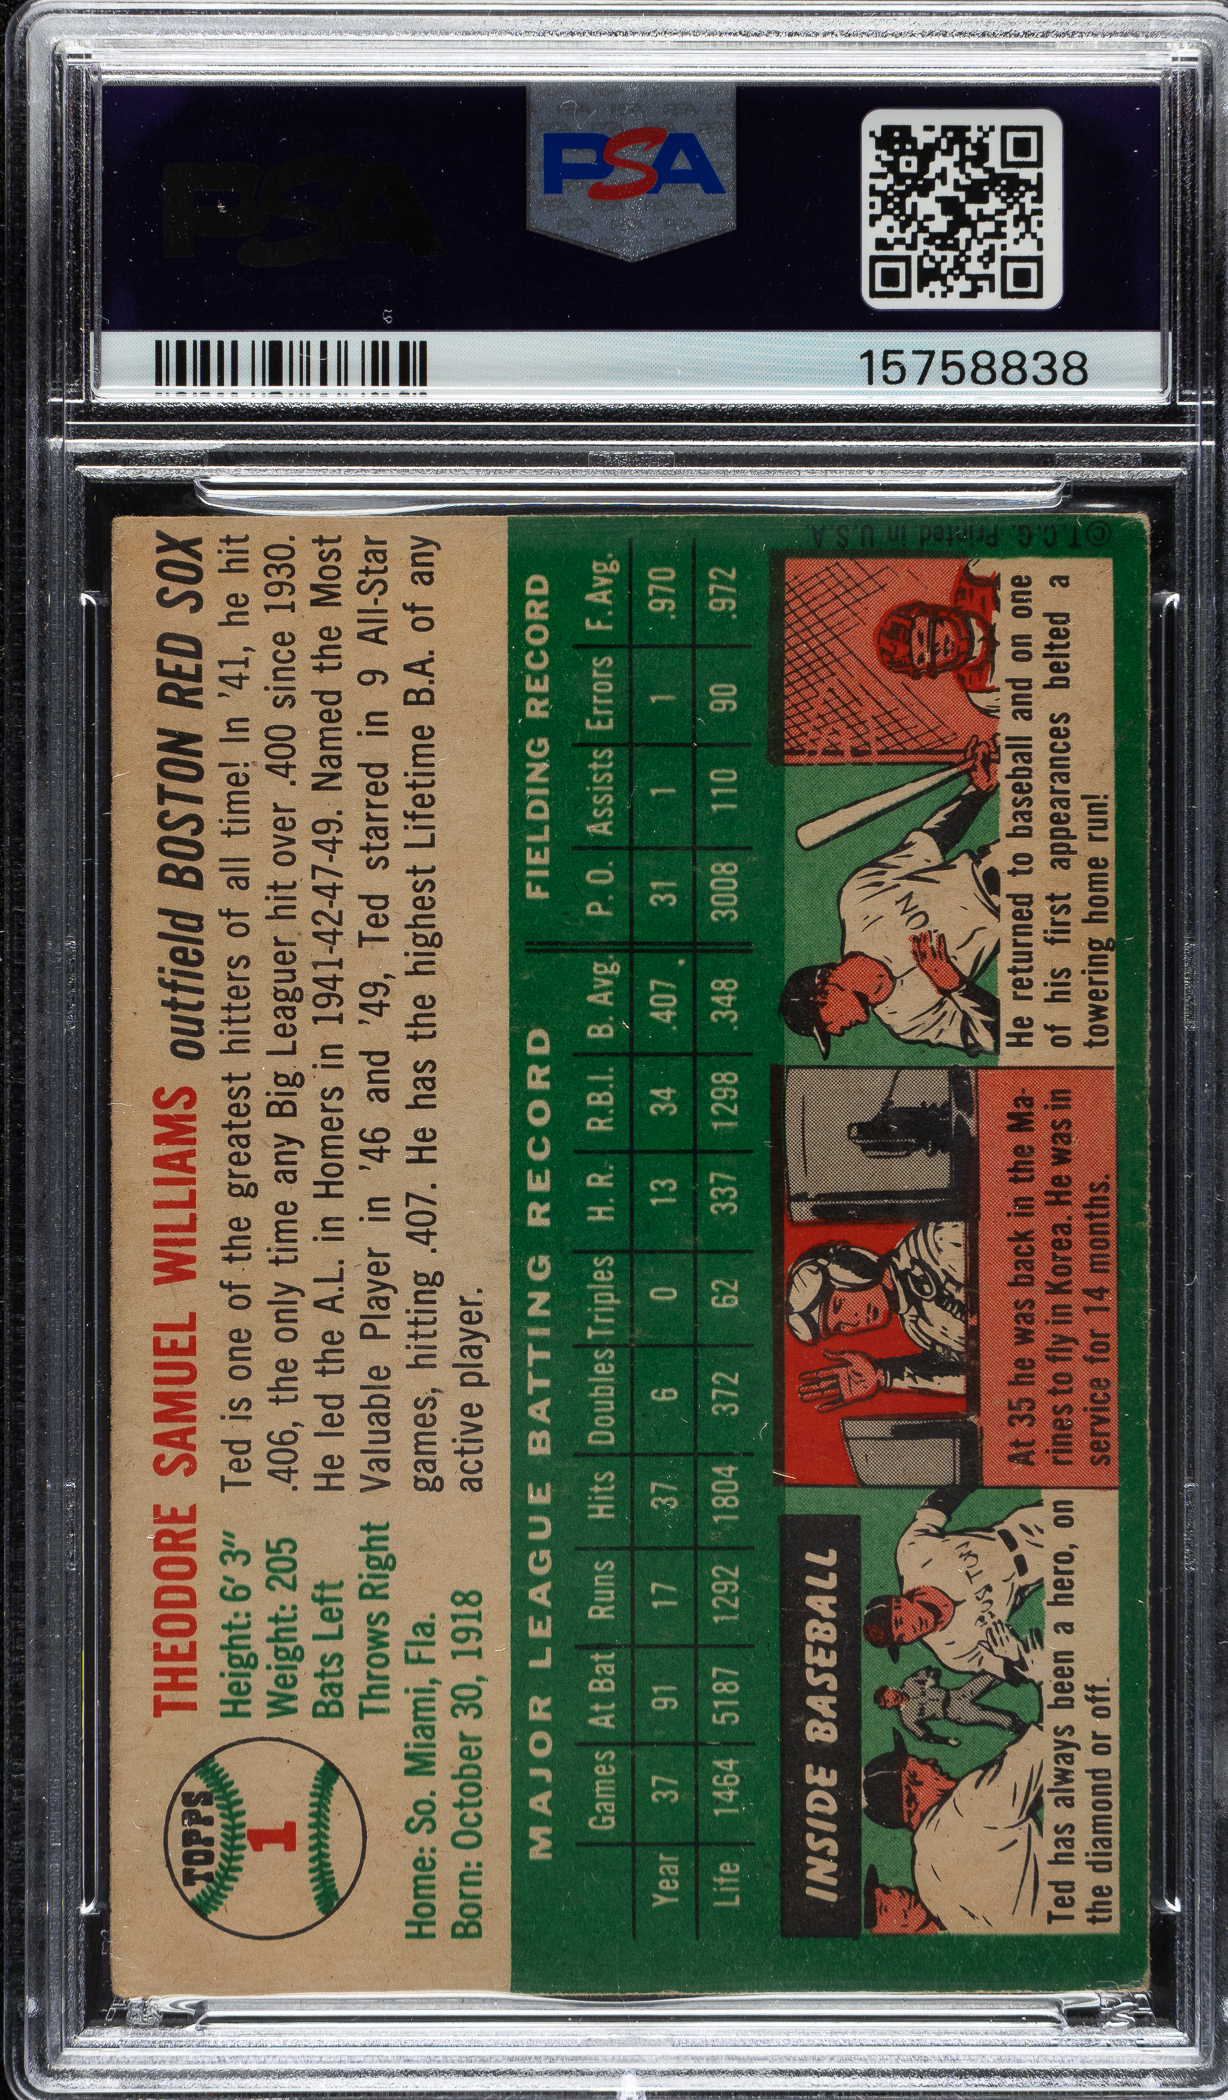 PSA
PSA
15758838
TOPPS
1
THEODORE SAMUEL WILLIAMS outfield BOSTON RED SOX
Height: 6' 3"
Weight: 205
Bats Left
Throws Right
Home: So. Miami, Fla.
Born: October 30, 1918
Ted is one of the greatest hitters of all time! In '41, he hit
.406, the only time any Big Leaguer hit over .400 since 1930.
He led the A.L. in Homers in 1941-42-47-49. Named the Most
Valuable Player in '46 and '49, Ted starred in 9 All-Star
games, hitting .407. He has the highest Lifetime B.A. of any
active player.
MAJOR LEAGUE BATTING RECORD FIELDING RECORD
Games At Bat Runs Hits Doubles Triples H. R. R.B.I. B. Avg. P. O. Assists Errors F. Avg.
Year 37 91 17 37 6 0 13 34 .407 31 1 1 .970
Life 1464 5187 1292 1804 372 62 337 1298 .348 3008 110 90 .972
INSIDE BASEBALL
Ted has always been a hero, on
the diamond or off.
At 35 he was back in the Ma-
rines to fly in Korea. He was in
service for 14 months.
ON
He returned to baseball and on one
of his first appearances belted a
towering home run!
© T.C.G. Printed in U.S.A.